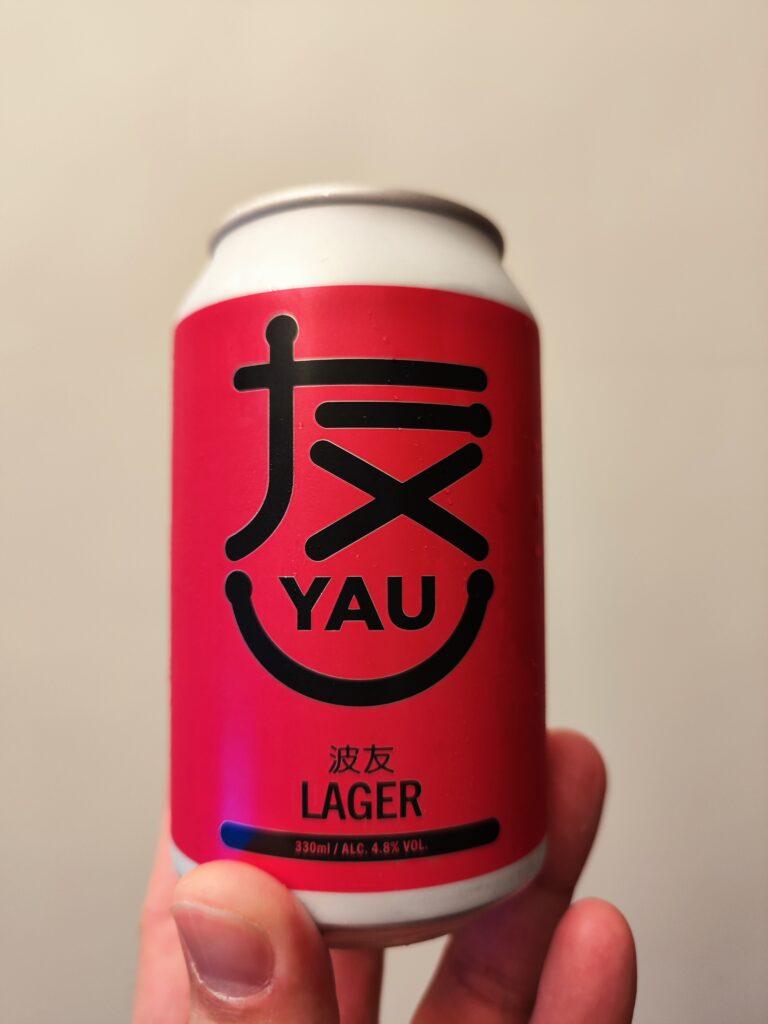 友
YAU
波友
LAGER
330ml / ALC. 4.8% VOL.